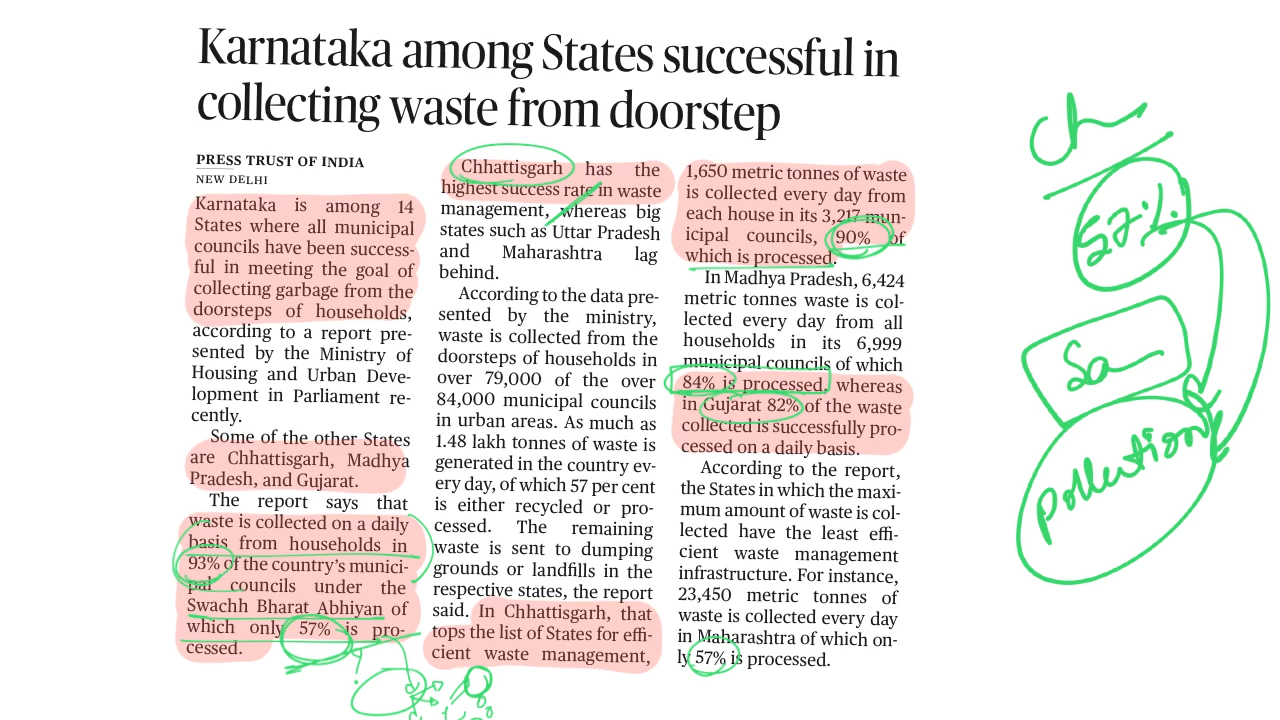 Karnataka among States successful in
collecting waste from doorstep
PRESS TRUST OF INDIA
NEW DELHI
Karnataka is among 14
States where all municipal
councils have been success-
ful in meeting the goal of
collecting garbage from the
doorsteps of households,
according to a report pre-
sented by the Ministry of
Housing and Urban Deve-
lopment in Parliament re-
cently.
Some of the other States
are Chhattisgarh, Madhya
Pradesh, and Gujarat.
The report says that
waste is collected on a daily
basis from households in
93% of the country's munici-
pal councils under the
Swachh Bharat Abhiyan of
which only 57% is pro-
cessed.
Chhattisgarh has the
highest success rate in waste
management, whereas big
states such as Uttar Pradesh
and Maharashtra lag
behind.
According to the data pre-
sented by the ministry,
waste is collected from the
doorsteps of households in
over 79,000 of the over
84,000 municipal councils
in urban areas. As much as
1.48 lakh tonnes of waste is
generated in the country ev-
ery day, of which 57 per cent
is either recycled or pro-
cessed. The remaining
waste is sent to dumping
grounds or landfills in the
respective states, the report
said. In Chhattisgarh, that
tops the list of States for effi-
cient waste management,
1,650 metric tonnes of waste
is collected every day from
each house in its 3,217 mun-
icipal councils, 90% of
which is processed.
In Madhya Pradesh, 6,424
metric tonnes waste is col-
lected every day from all
households in its 6,999
municipal councils of which
84% is processed, whereas
in Gujarat 82% of the waste
collected is successfully pro-
cessed on a daily basis.
According to the report,
the States in which the maxi-
mum amount of waste is col-
lected have the least effi-
cient waste management
infrastructure. For instance,
23,450 metric tonnes of
waste is collected every day
in Maharashtra of which on-
ly 57% is processed.
57%